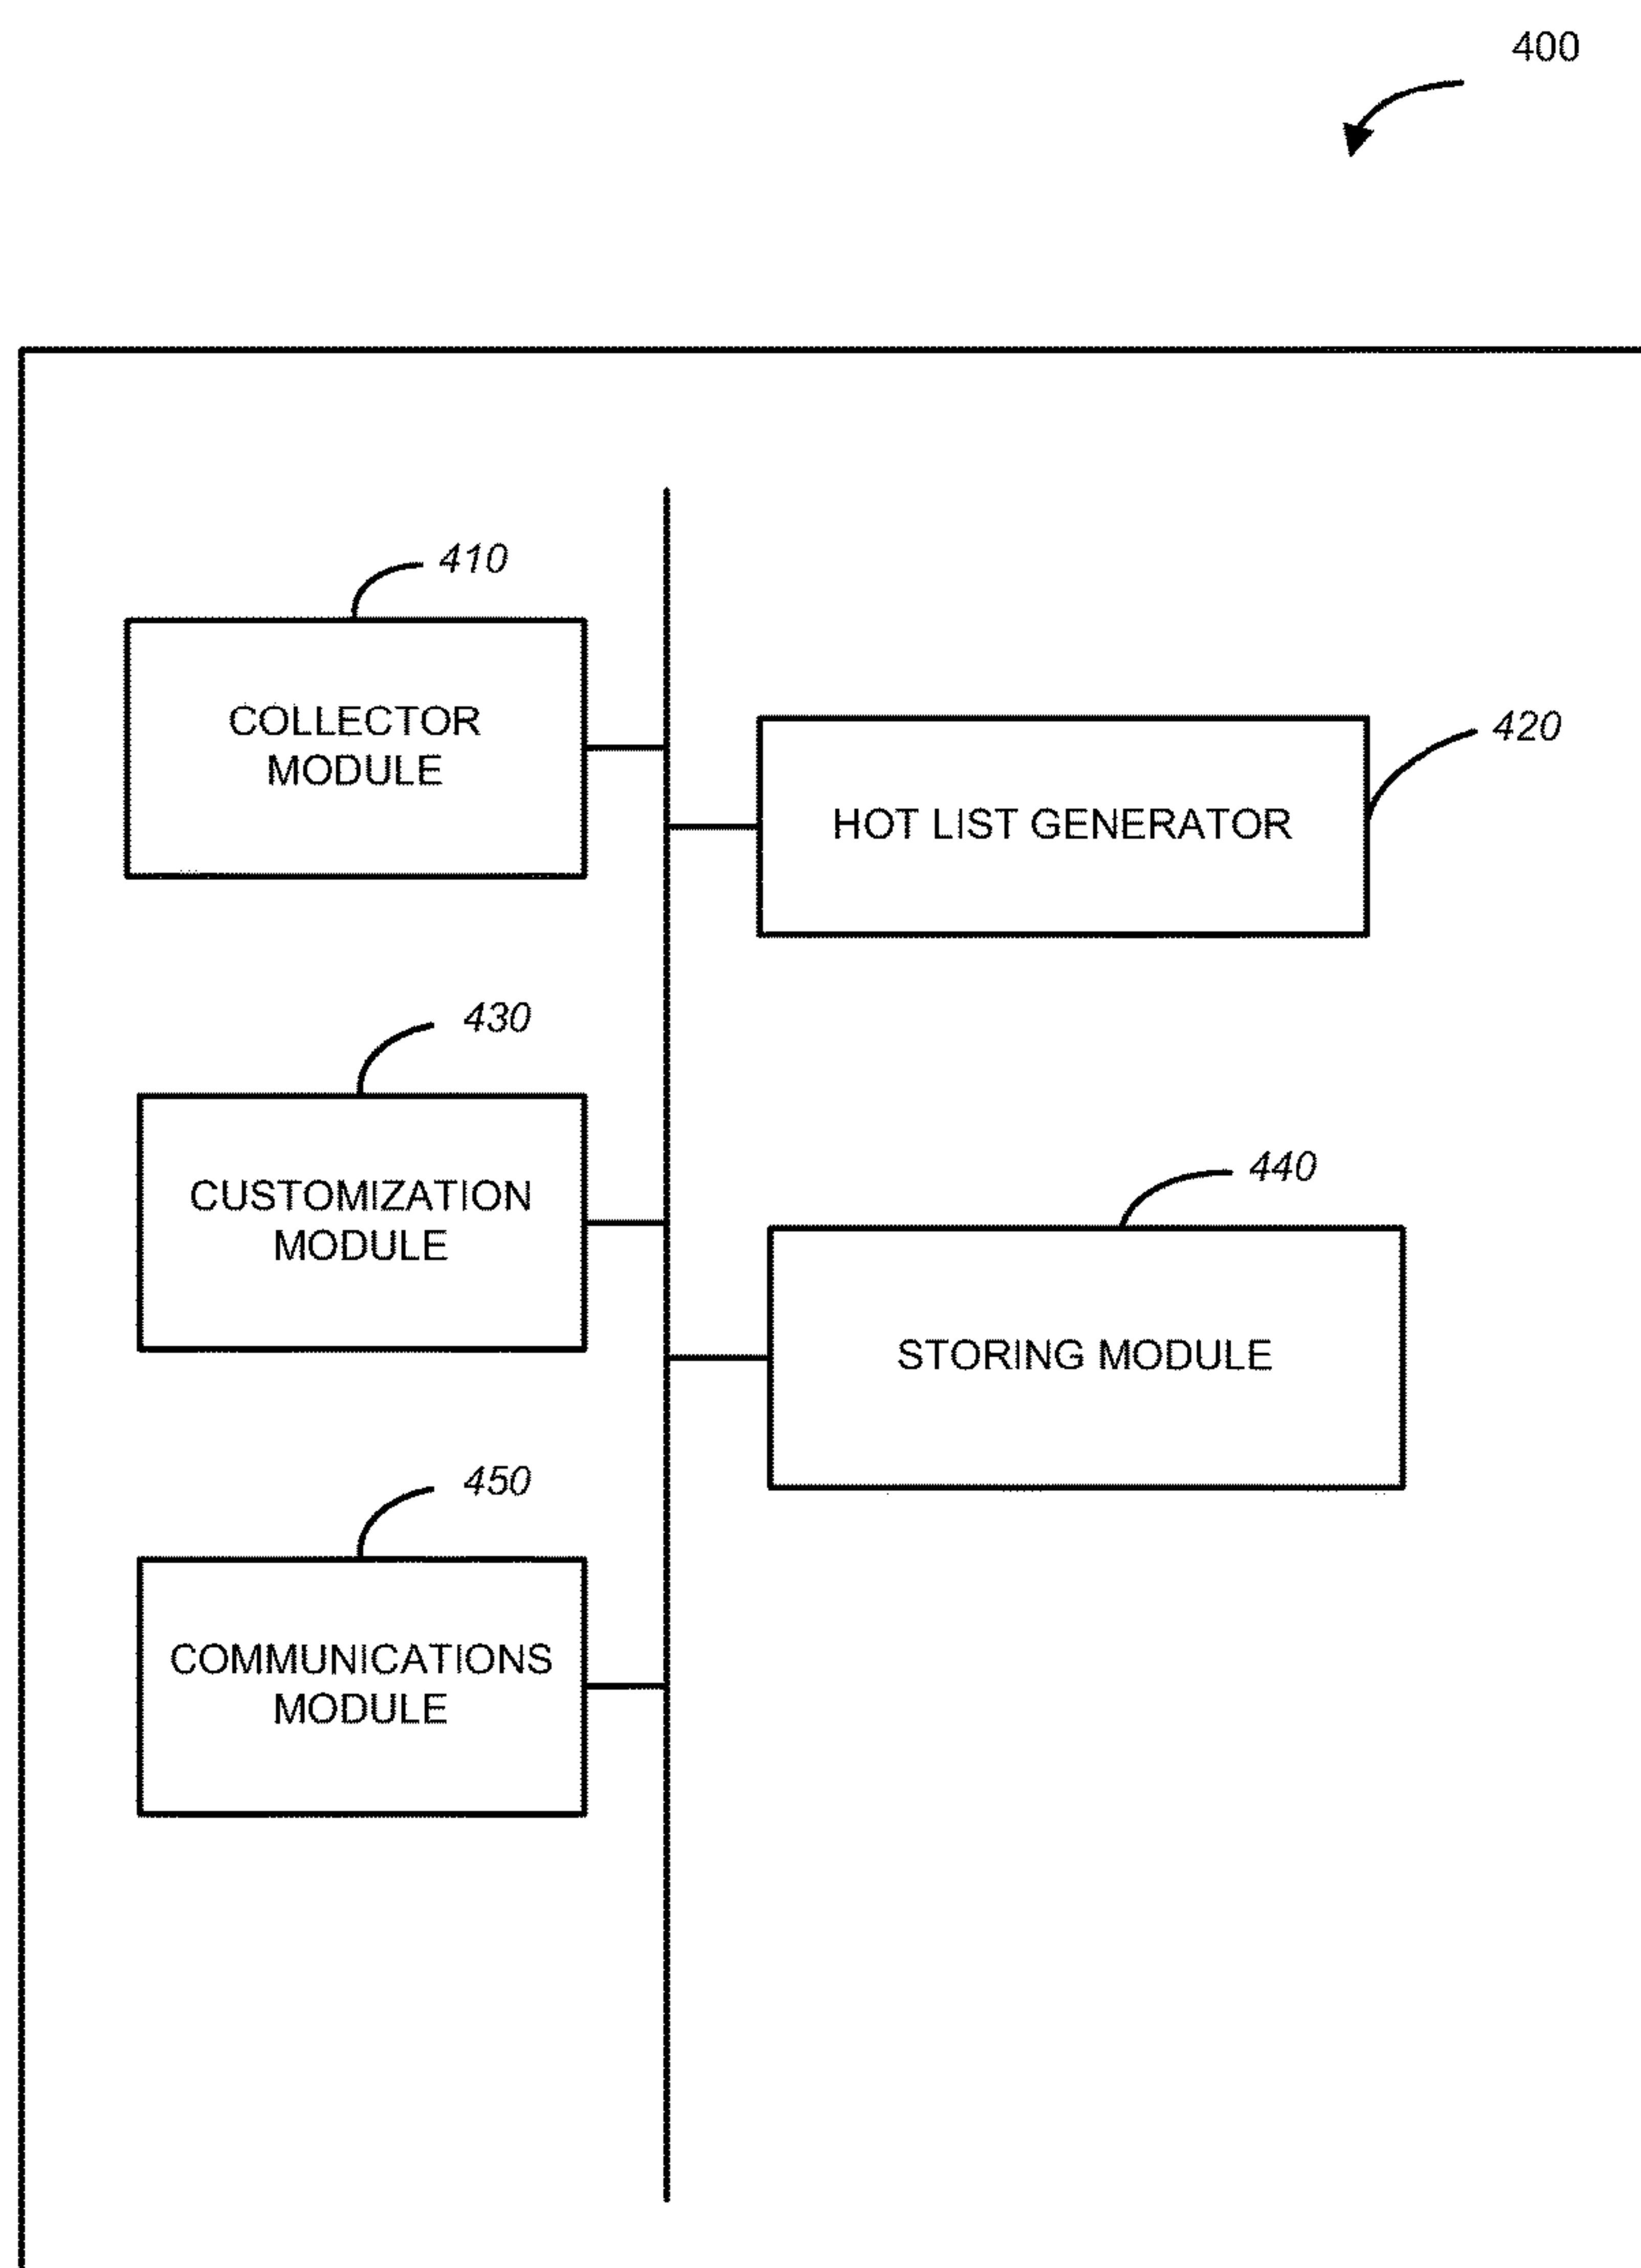 400
410
COLLECTOR
MODULE
420
HOT LIST GENERATOR
430
CUSTOMIZATION
MODULE
440
STORING MODULE
450
COMMUNICATIONS
MODULE